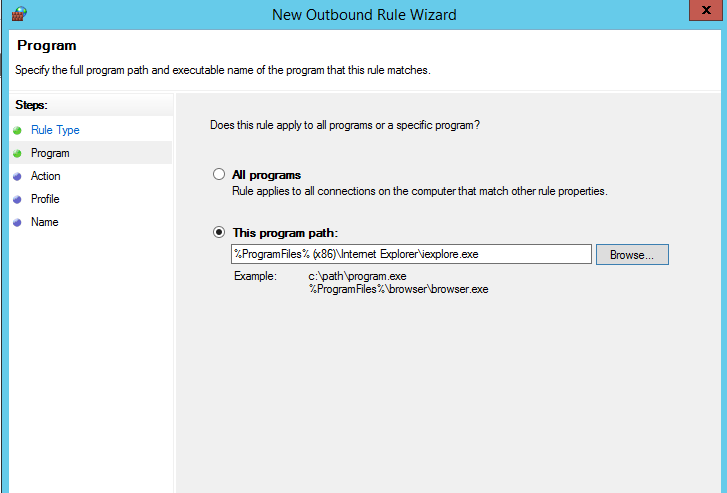 New Outbound Rule Wizard
x
Program
Specify the full program path and executable name of the program that this rule matches.
Steps:
Rule Type
Program
Action
Profile
Name
Does this rule apply to all programs or a specific program?
All programs
Rule applies to all connections on the computer that match other rule properties.
This program path:
%ProgramFiles% (x86)\Internet Explorer\iexplore.exe
Browse...
Example: c:\path\program.exe
%ProgramFiles%\browser\browser.exe